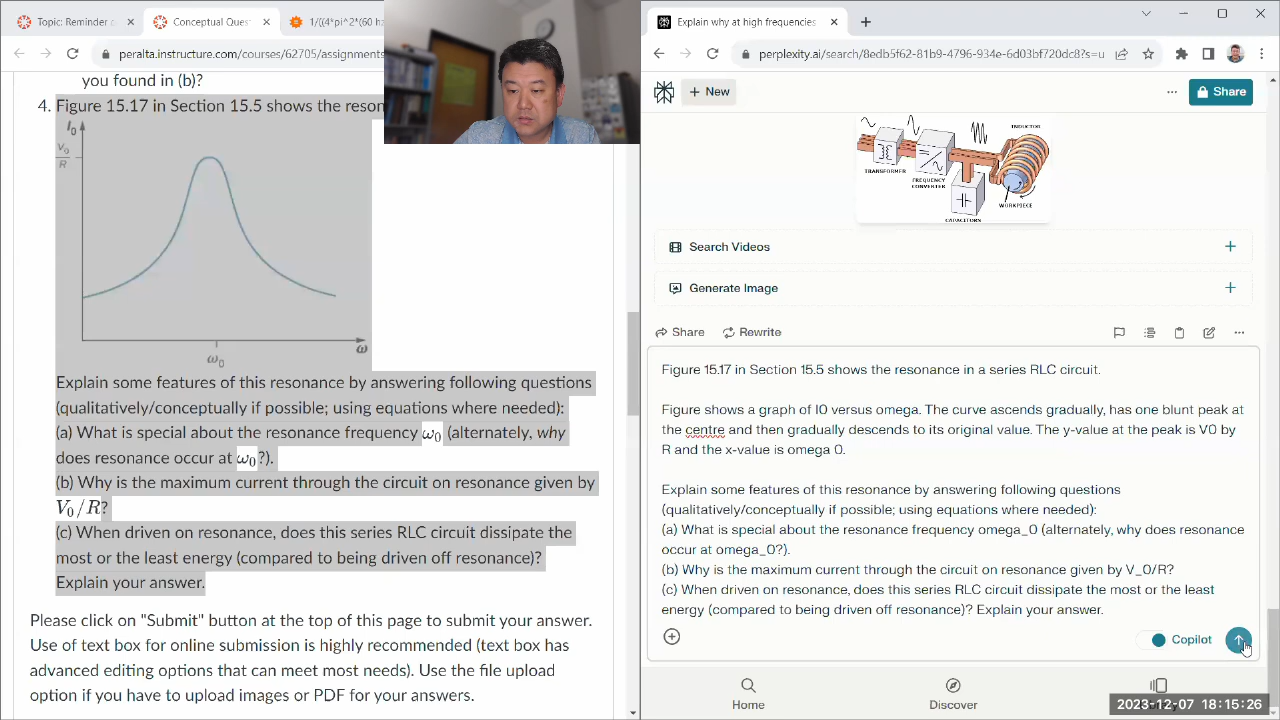 Topic: Reminder o
Conceptual Ques
1/((4*pi^2*(60 ha
peralta.instructure.com/courses/62705/assignments
you found in (b)?
4. Figure 15.17 in Section 15.5 shows the reson
I₀
V₀
R
ω₀
ω
Explain some features of this resonance by answering following questions
(qualitatively/conceptually if possible; using equations where needed):
(a) What is special about the resonance frequency ω₀ (alternately, why
does resonance occur at ω₀?).
(b) Why is the maximum current through the circuit on resonance given by
V₀/R?
(c) When driven on resonance, does this series RLC circuit dissipate the
most or the least energy (compared to being driven off resonance)?
Explain your answer.
Please click on "Submit" button at the top of this page to submit your answer.
Use of text box for online submission is highly recommended (text box has
advanced editing options that can meet most needs). Use the file upload
option if you have to upload images or PDF for your answers.
Explain why at high frequencies
New
Share
TRANSFORMER
FREQUENCY
CONVERTER
CAPACITORS
INDUCTOR
WORKPIECE
Search Videos
Generate Image
Share Rewrite
Figure 15.17 in Section 15.5 shows the resonance in a series RLC circuit.
Figure shows a graph of I0 versus omega. The curve ascends gradually, has one blunt peak at
the centre and then gradually descends to its original value. The y-value at the peak is V0 by
R and the x-value is omega 0.
Explain some features of this resonance by answering following questions
(qualitatively/conceptually if possible; using equations where needed):
(a) What is special about the resonance frequency omega_0 (alternately, why does resonance
occur at omega_0?).
(b) Why is the maximum current through the circuit on resonance given by V_0/R?
(c) When driven on resonance, does this series RLC circuit dissipate the most or the least
energy (compared to being driven off resonance)? Explain your answer.
Copilot
Home
Discover
2023-12-07 18:15:26